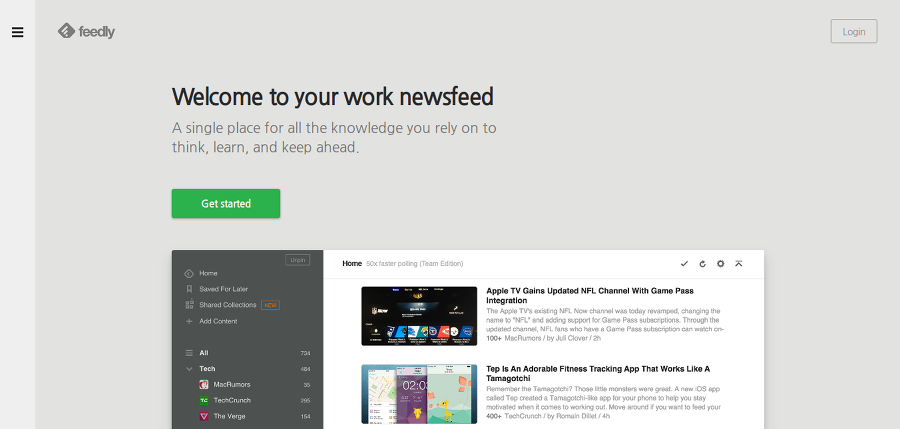 feedly
Login
Welcome to your work newsfeed
A single place for all the knowledge you rely on to
think, learn, and keep ahead.
Get started
Unpin
Home
Saved For Later
Shared Collections NEW
Add Content
All 734
Tech 484
MacRumors 35
TechCrunch 295
The Verge 154
Home 50x faster poiling (Team Edition)
Apple TV Gains Updated NFL Channel With Game Pass
Integration
The Apple TV's existing NFL Now channel was today revamped, changing the
name to "NFL" and adding support for Game Pass subscriptions. Through the
updated channel, NFL fans who have a Game Pass subscription can watch on-
100+ MacRumors / by Juli Clover / 2h
Tep Is An Adorable Fitness Tracking App That Works Like A
Tamagotchi
Remember the Tamagotchi? Those little monsters were great. A new iOS app
called Tep created a Tamagotchi-like app for your phone to help you stay
motivated when it comes to working out. Move around if you want to feed your
400+ TechCrunch / by Romain Dillet / 4h